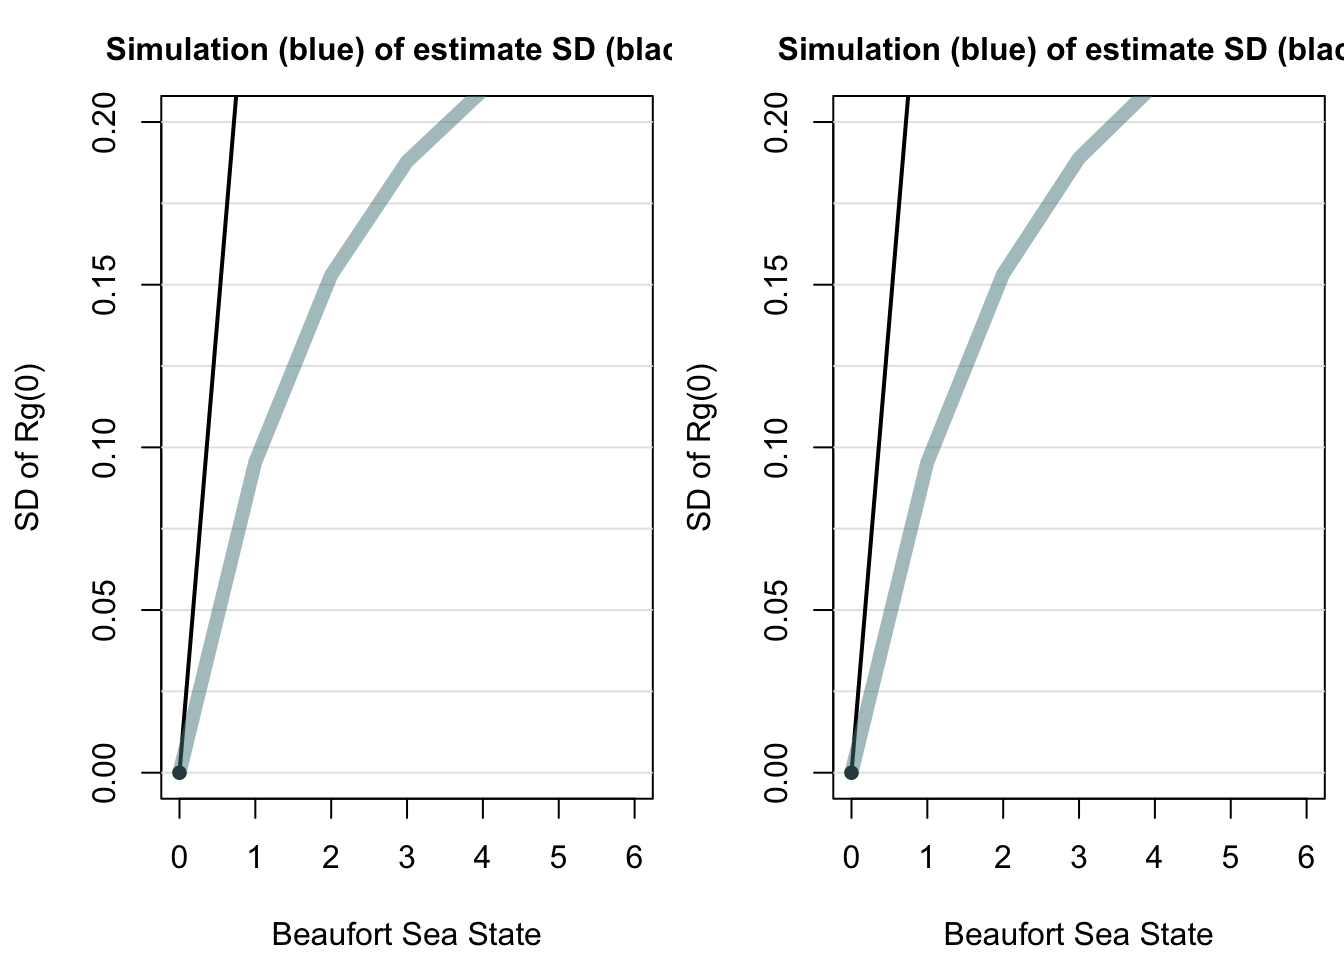 Simulation (blue) of estimate SD (blac
SD of Rg(0)
0.20
0.15
0.10
0.05
0.00
0 1 2 3 4 5 6
Beaufort Sea State
Simulation (blue) of estimate SD (blac
SD of Rg(0)
0.20
0.15
0.10
0.05
0.00
0 1 2 3 4 5 6
Beaufort Sea State